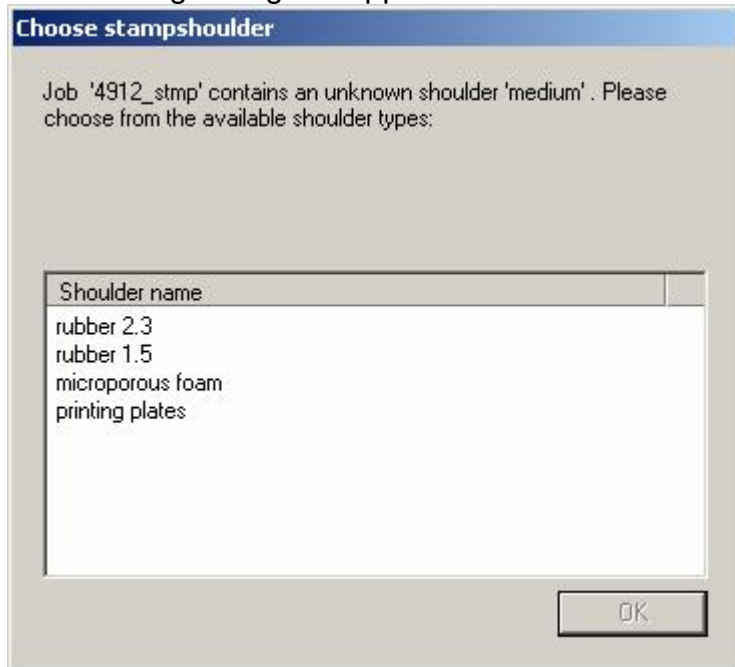 Choose stampshoulder
Job '4912_stmp' contains an unknown shoulder 'medium' . Please
choose from the available shoulder types:
Shoulder name
rubber 2.3
rubber 1.5
microporous foam
printing plates
OK